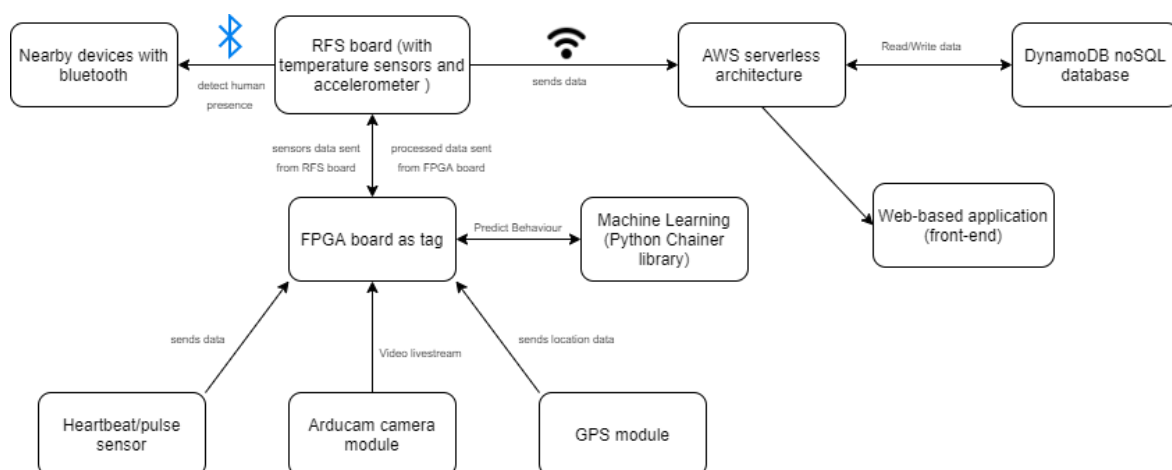 Nearby devices with
bluetooth
detect human
presence
RFS board (with
temperature sensors and
accelerometer )
sends data
AWS serverless
architecture
Read/Write data
DynamoDB noSQL
database
sensors data sent
from RFS board
processed data sent
from FPGA board
FPGA board as tag
Predict Behaviour
Machine Learning
(Python Chainer
library)
Web-based application
(front-end)
sends data
Video livestream
sends location data
Heartbeat/pulse
sensor
Arducam camera
module
GPS module